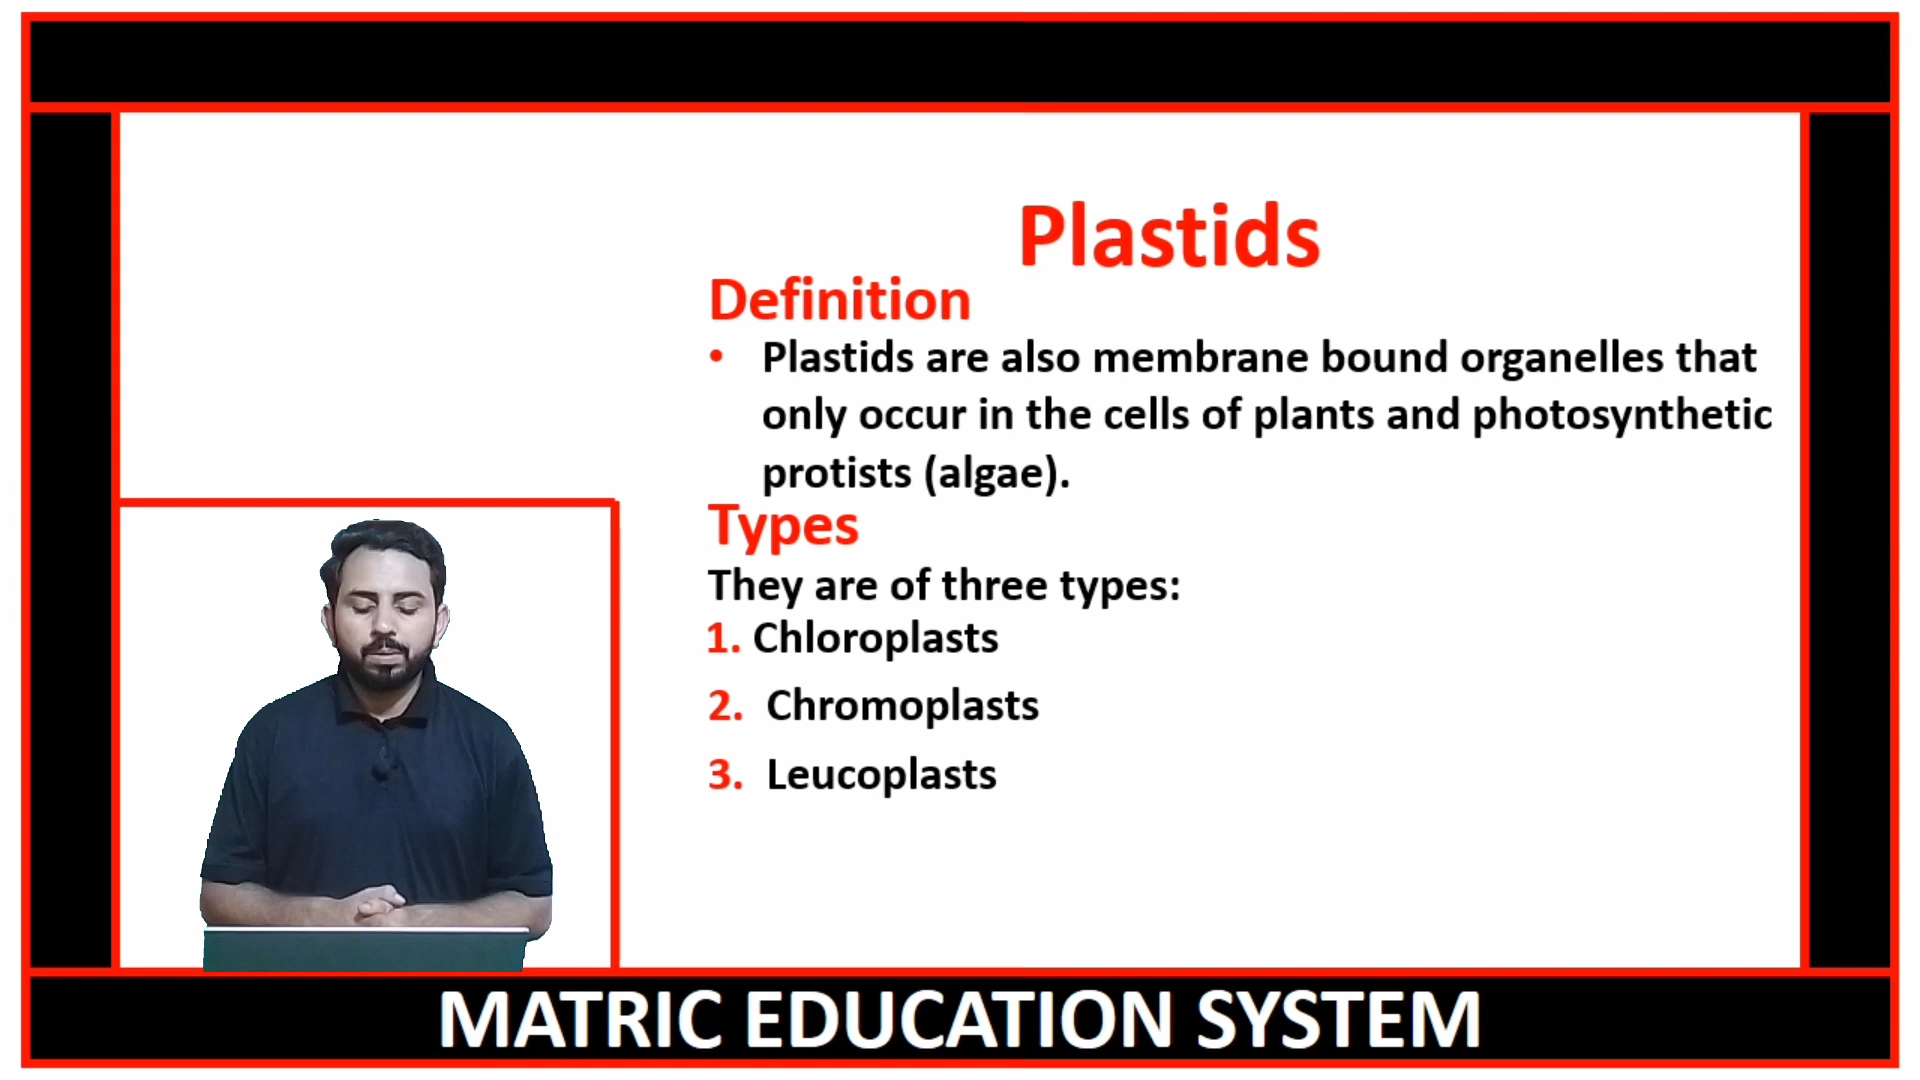 Plastids
Definition
• Plastids are also membrane bound organelles that
only occur in the cells of plants and photosynthetic
protists (algae).
Types
They are of three types:
1. Chloroplasts
2. Chromoplasts
3. Leucoplasts
MATRIC EDUCATION SYSTEM